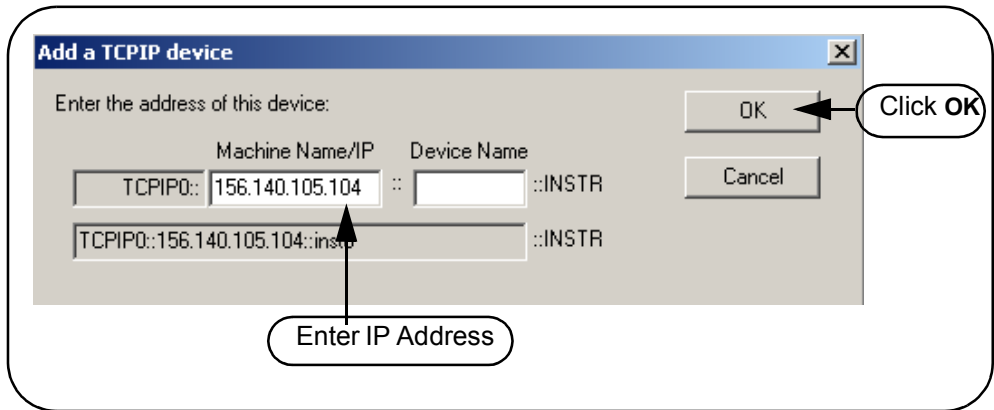 Add a TCPIP device
Enter the address of this device:
OK
Click OK
Machine Name/IP Device Name
TCPIP0:: 156.140.105.104 :: ::INSTR
Cancel
TCPIP0::156.140.105.104:: ::INSTR
Enter IP Address